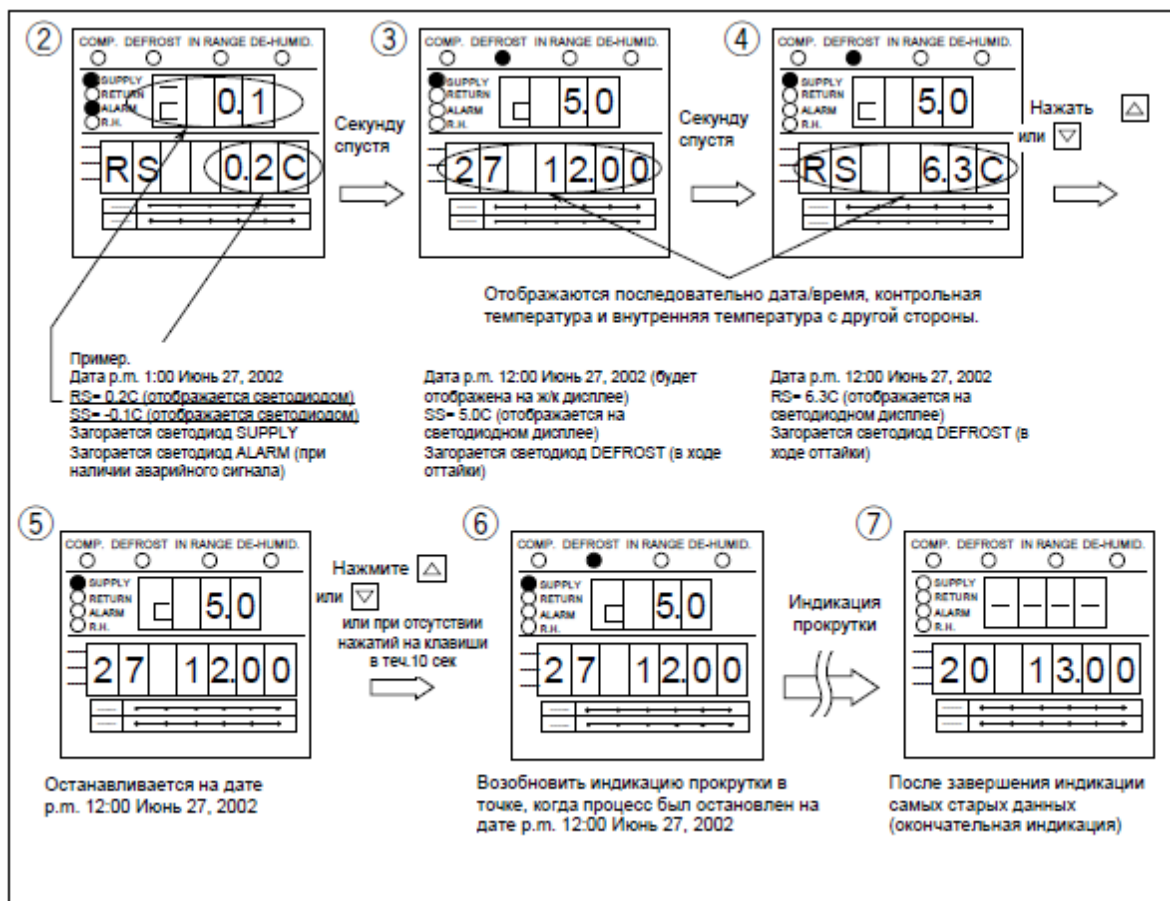 ②
COMP. DEFROST IN RANGE DE-HUMID.
SUPPLY
RETURN
ALARM
R.H.
0.1
RS 0.2C
Секунду
спустя
③
COMP. DEFROST IN RANGE DE-HUMID.
SUPPLY
RETURN
ALARM
R.H.
5.0
27 12.00
Секунду
спустя
④
COMP. DEFROST IN RANGE DE-HUMID.
SUPPLY
RETURN
ALARM
R.H.
5.0
RS 6.3C
Нажать △
или ▽
Отображаются последовательно дата/время, контрольная
температура и внутренняя температура с другой стороны.
Пример.
Дата p.m. 1:00 Июнь 27, 2002
RS= 0.2C (отображается светодиодом)
SS= -0.1C (отображается светодиодом)
Загорается светодиод SUPPLY
Загорается светодиод ALARM (при
наличии аварийного сигнала)
Дата p.m. 12:00 Июнь 27, 2002 (будет
отображена на ж/к дисплее)
SS= 5.0C (отображается на
светодиодном дисплее)
Загорается светодиод DEFROST (в ходе
оттайки)
Дата p.m. 12:00 Июнь 27, 2002
RS= 6.3C (отображается на
светодиодном дисплее)
Загорается светодиод DEFROST (в
ходе оттайки)
⑤
COMP. DEFROST IN RANGE DE-HUMID.
SUPPLY
RETURN
ALARM
R.H.
5.0
27 12.00
Нажмите △
или ▽
или при отсутствии
нажатий на клавиши
в теч.10 сек
⑥
COMP. DEFROST IN RANGE DE-HUMID.
SUPPLY
RETURN
ALARM
R.H.
5.0
27 12.00
Индикация
прокрутки
⑦
COMP. DEFROST IN RANGE DE-HUMID.
SUPPLY
RETURN
ALARM
R.H.
– – – –
20 13.00
Останавливается на дате
p.m. 12:00 Июнь 27, 2002
Возобновить индикацию прокрутки в
точке, когда процесс был остановлен на
дате p.m. 12:00 Июнь 27, 2002
После завершения индикации
самых старых данных
(окончательная индикация)